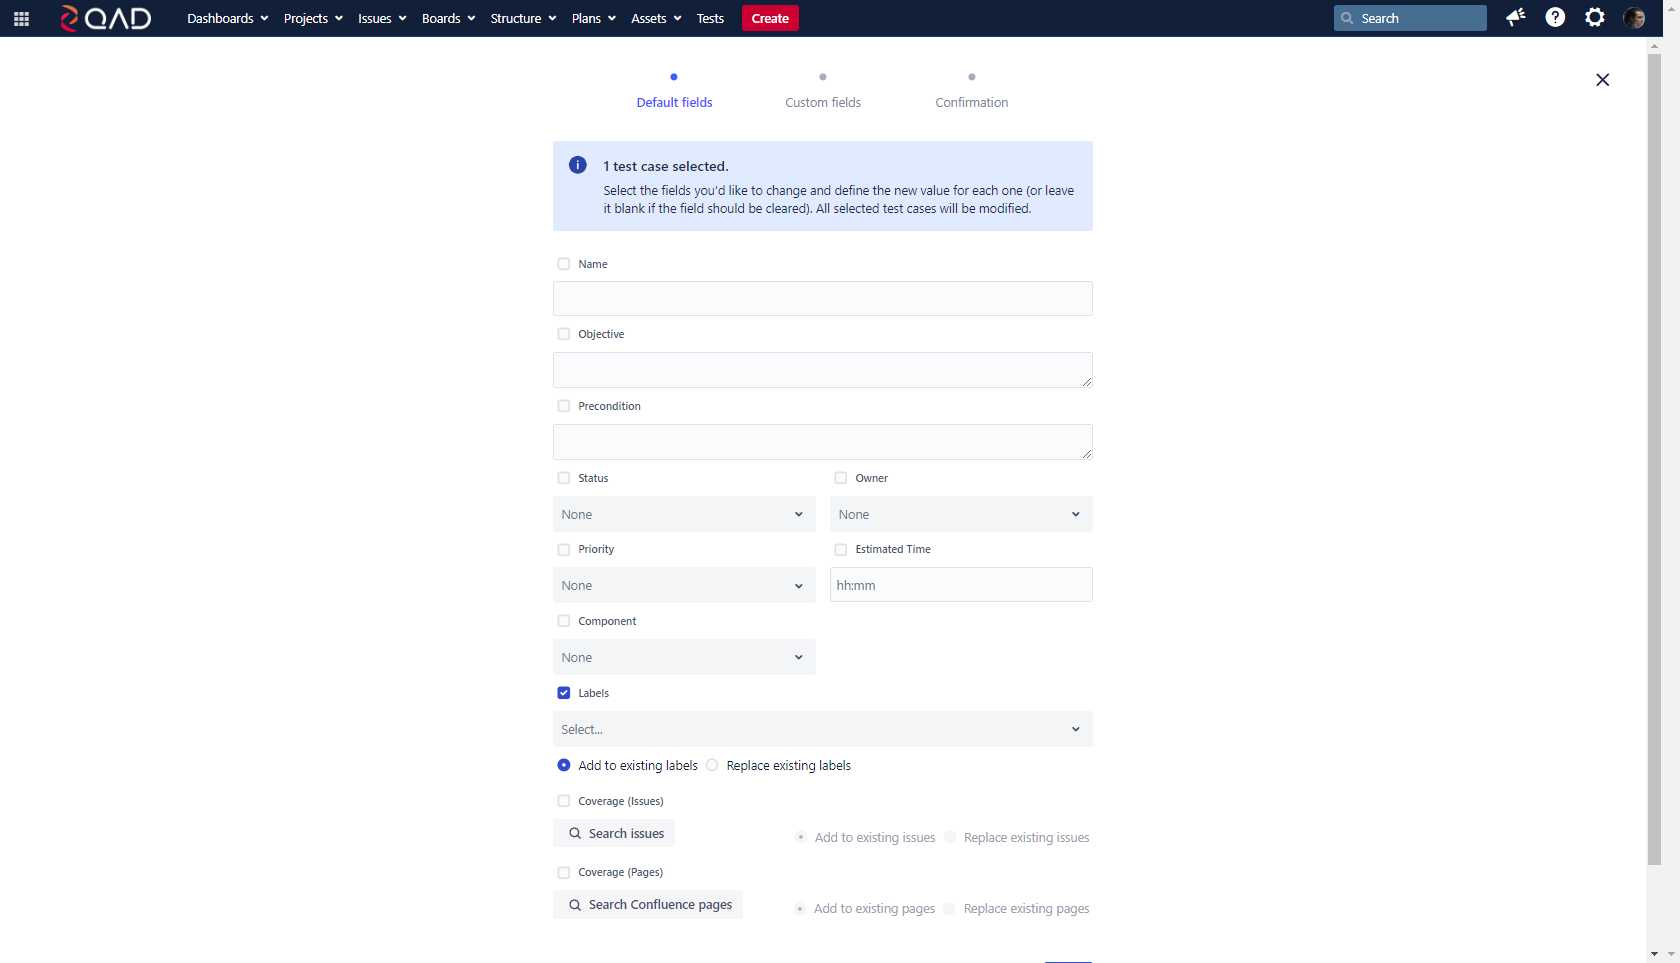 QAD Dashboards Projects Issues Boards Structure Plans Assets Tests Create Search
Default fields Custom fields Confirmation
1 test case selected.
Select the fields you'd like to change and define the new value for each one (or leave
it blank if the field should be cleared). All selected test cases will be modified.
Name
Objective
Precondition
Status Owner
None None
Priority Estimated Time
None hh:mm
Component
None
Labels
Select...
Add to existing labels Replace existing labels
Coverage (Issues)
Search issues Add to existing issues Replace existing issues
Coverage (Pages)
Search Confluence pages Add to existing pages Replace existing pages